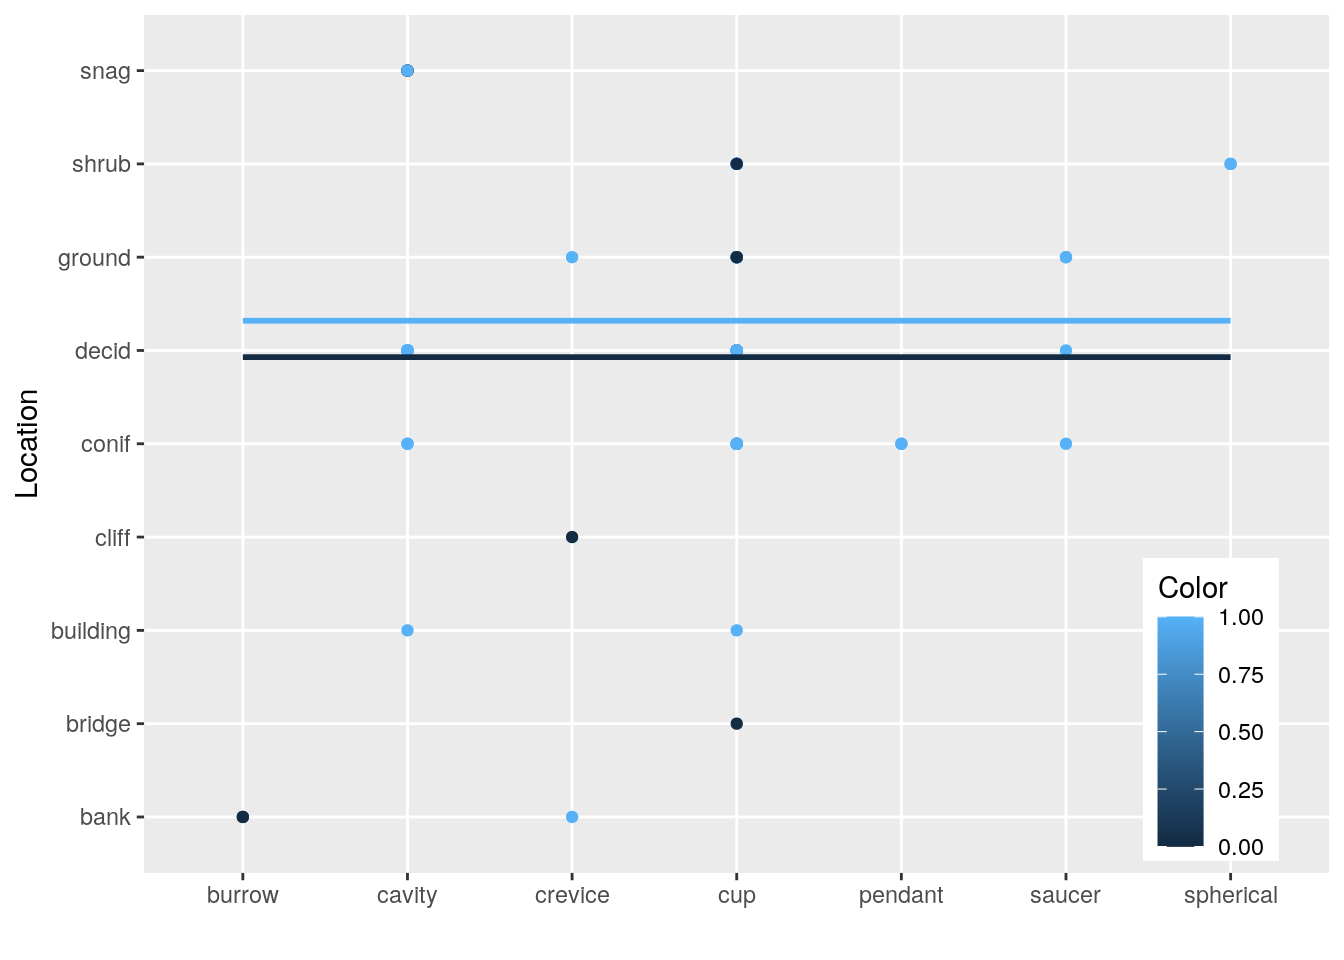 snag
shrub
ground
decid
conif
cliff
building
bridge
bank
Location
burrow cavity crevice cup pendant saucer spherical
Color
1.00
0.75
0.50
0.25
0.00